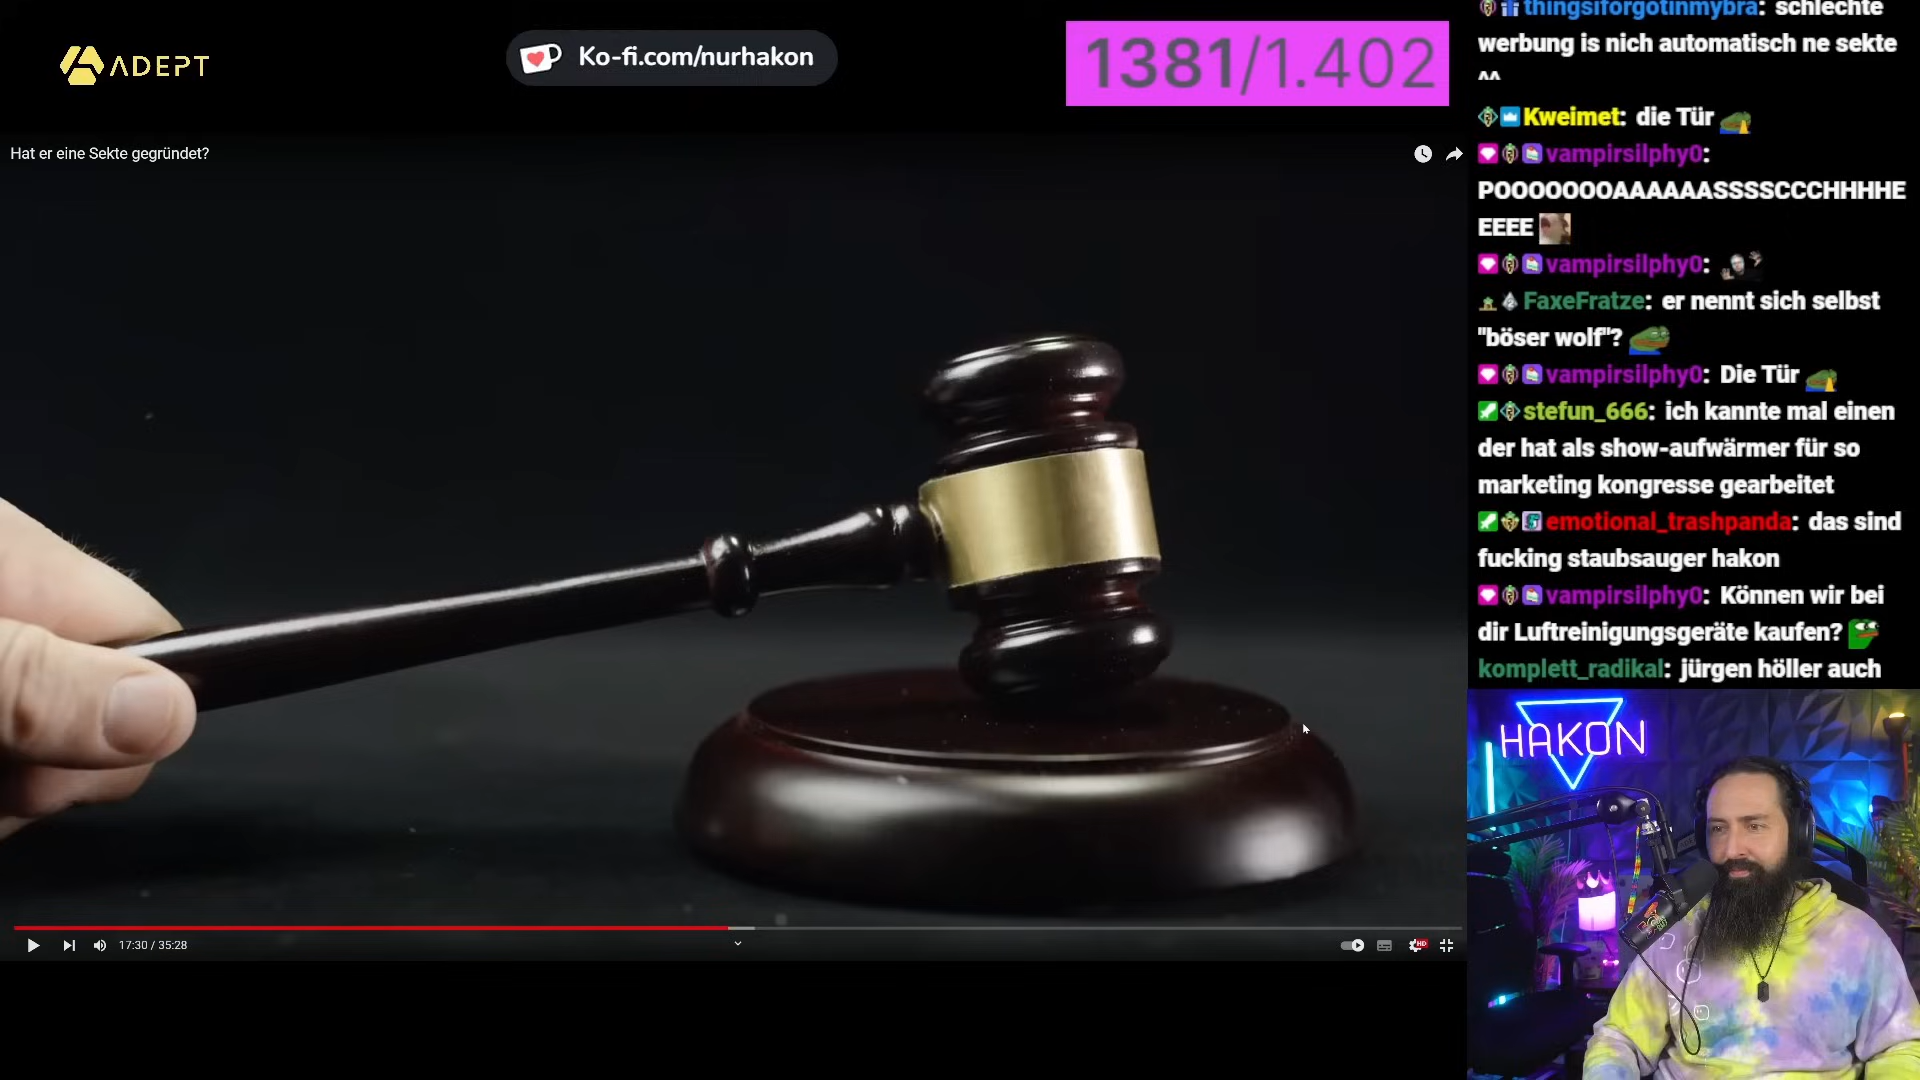 ADEPT
Ko-fi.com/nurhakon
1381/1.402
Hat er eine Sekte gegründet?
17:30 / 35:28
HD
thingsiforgotinmybra: schlechte
werbung is nich automatisch ne sekte
^^
Kweimet: die Tür
vampirsilphy0:
POOOOOOOAAAAAASSSSCCCHHHHE
EEEE
vampirsilphy0:
FaxeFratze: er nennt sich selbst
"böser wolf"?
vampirsilphy0: Die Tür
stefun_666: ich kannte mal einen
der hat als show-aufwärmer für so
marketing kongresse gearbeitet
emotional_trashpanda: das sind
fucking staubsauger hakon
vampirsilphy0: Können wir bei
dir Luftreinigungsgeräte kaufen?
komplett_radikal: jürgen höller auch
HAKON